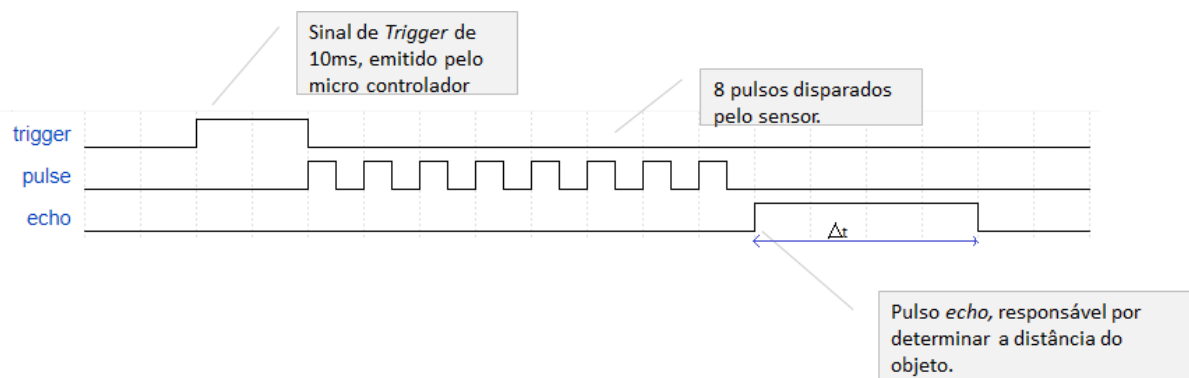 Sinal de Trigger de
10ms, emitido pelo
micro controlador
8 pulsos disparados
pelo sensor.
trigger
pulse
echo
Δt
Pulso echo, responsável por
determinar a distância do
objeto.